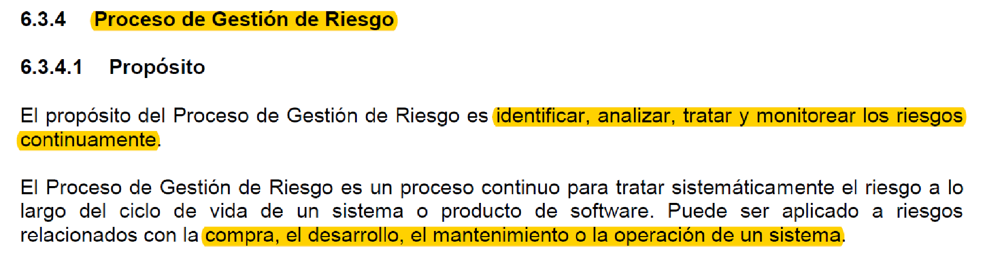 6.3.4 Proceso de Gestión de Riesgo
6.3.4.1 Propósito
El propósito del Proceso de Gestión de Riesgo es identificar, analizar, tratar y monitorear los riesgos
continuamente.
El Proceso de Gestión de Riesgo es un proceso continuo para tratar sistemáticamente el riesgo a lo
largo del ciclo de vida de un sistema o producto de software. Puede ser aplicado a riesgos
relacionados con la compra, el desarrollo, el mantenimiento o la operación de un sistema.